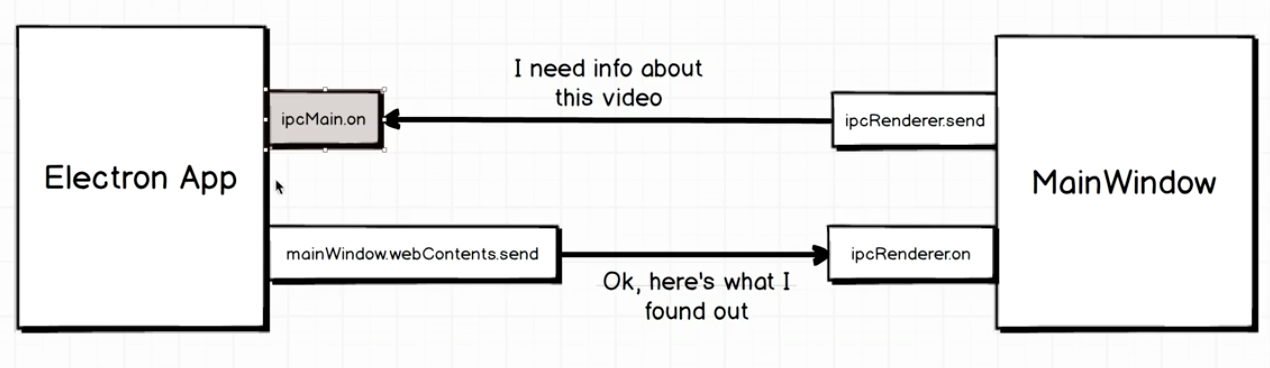 I need info about
this video
ipcMain.on
ipcRenderer.send
Electron App
MainWindow
mainWindow.webContents.send
ipcRenderer.on
Ok, here's what I
found out